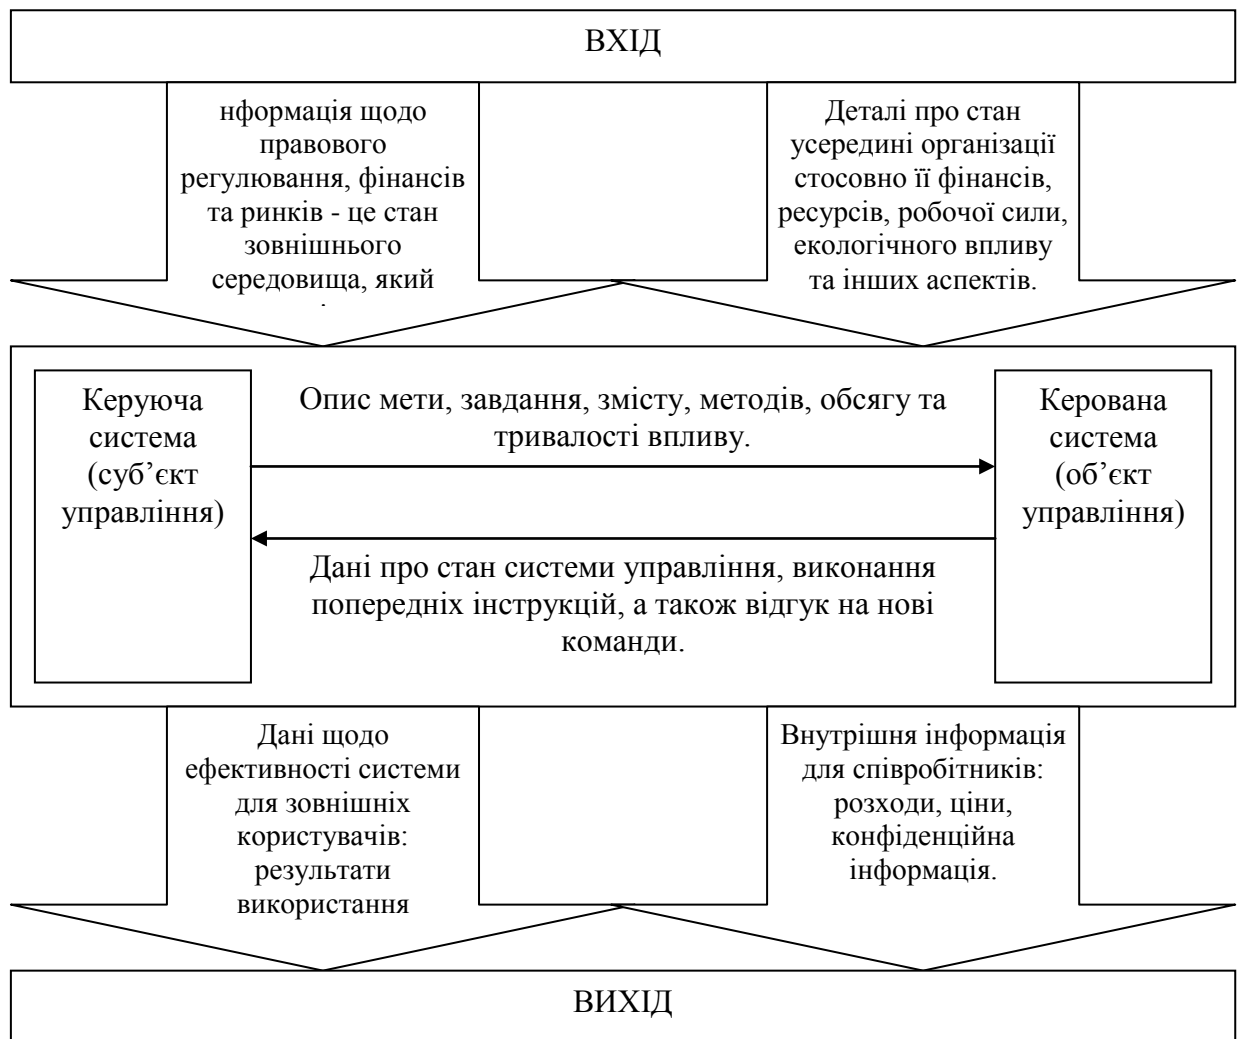 ВХІД
нформація щодо
правового
регулювання, фінансів
та ринків - це стан
зовнішнього
середовища, який
Деталі про стан
усередині організації
стосовно її фінансів,
ресурсів, робочої сили,
екологічного впливу
та інших аспектів.
Керуюча
система
(суб’єкт
управління)
Опис мети, завдання, змісту, методів, обсягу та
тривалості впливу.
Дані про стан системи управління, виконання
попередніх інструкцій, а також відгук на нові
команди.
Керована
система
(об’єкт
управління)
Дані щодо
ефективності системи
для зовнішніх
користувачів:
результати
використання
Внутрішня інформація
для співробітників:
розходи, ціни,
конфіденційна
інформація.
ВИХІД